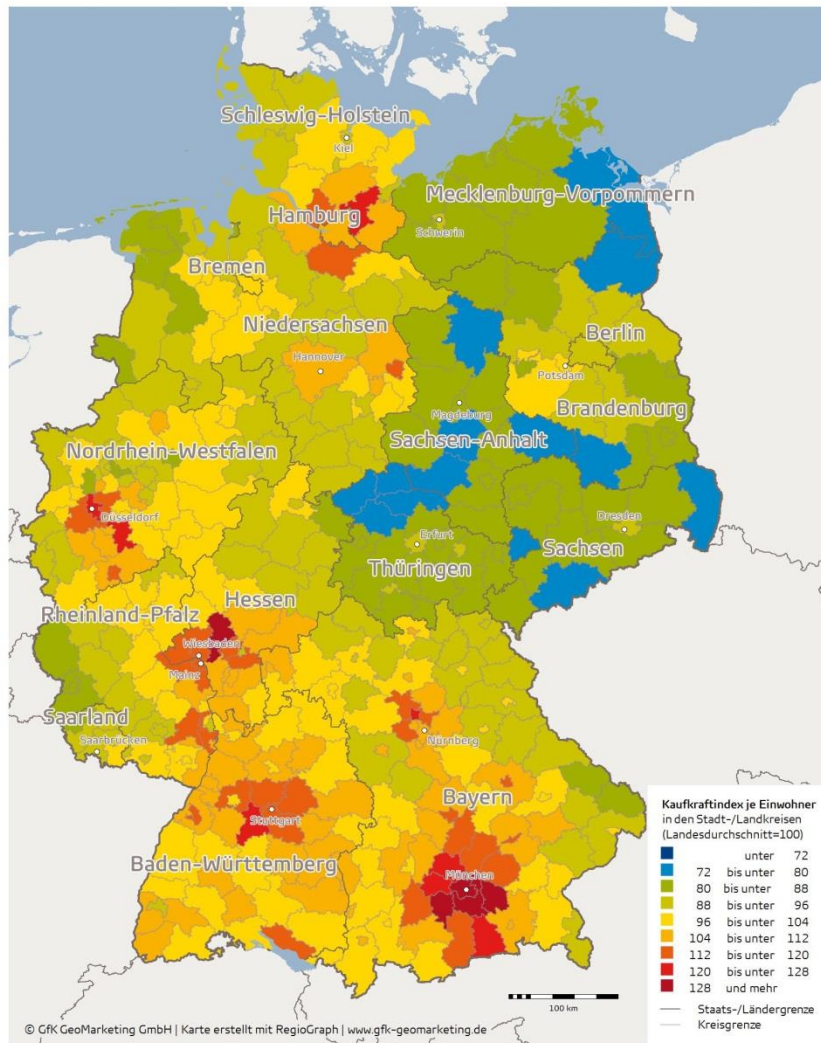 Schleswig-Holstein
Kiel
Mecklenburg-Vorpommern
Hamburg
Schwerin
Bremen
Niedersachsen
Berlin
Hannover
Potsdam
Magdeburg
Brandenburg
Sachsen-Anhalt
Nordrhein-Westfalen
Düsseldorf
Dresden
Erfurt
Sachsen
Thüringen
Hessen
Rheinland-Pfalz
Wiesbaden
Mainz
Saarland
Saarbrücken
Nürnberg
Bayern
Stuttgart
Baden-Württemberg
München
Kaufkraftindex je Einwohner
in den Stadt-/Landkreisen
(Landesdurchschnitt=100)
unter 72
72 bis unter 80
80 bis unter 88
88 bis unter 96
96 bis unter 104
104 bis unter 112
112 bis unter 120
120 bis unter 128
128 und mehr
Staats-/Ländergrenze
Kreisgrenze
100 km
© GfK GeoMarketing GmbH | Karte erstellt mit RegioGraph | www.gfk-geomarketing.de